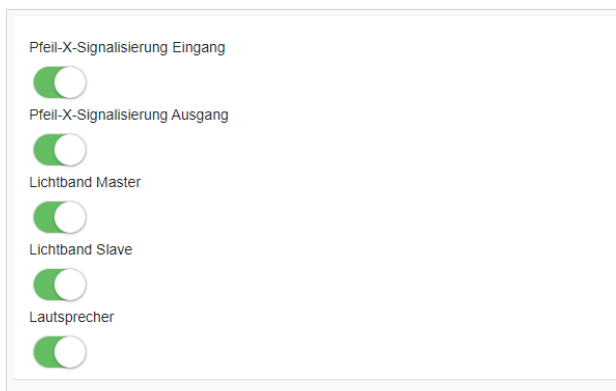 Pfeil-X-Signalisierung Eingang
Pfeil-X-Signalisierung Ausgang
Lichtband Master
Lichtband Slave
Lautsprecher